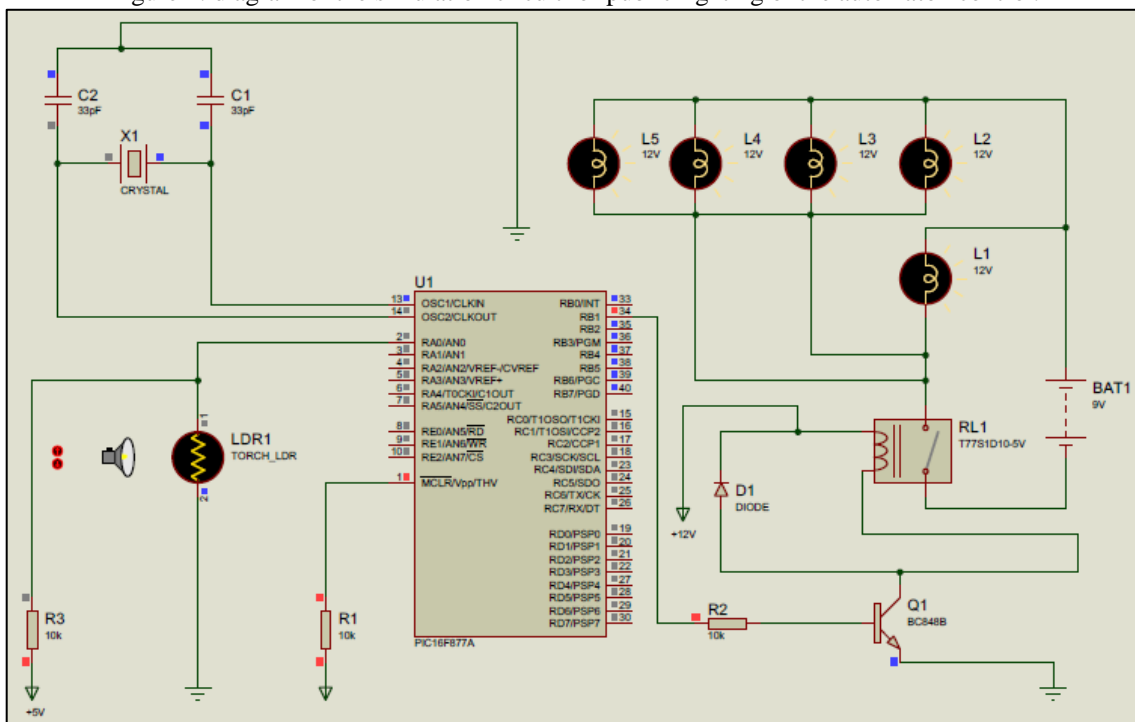 C2
33pF
C1
33pF
X1
CRYSTAL
L5
12V
L4
12V
L3
12V
L2
12V
L1
12V
U1
13 OSC1/CLKIN
14 OSC2/CLKOUT
2 RA0/AN0
3 RA1/AN1
4 RA2/AN2/VREF-/CVREF
5 RA3/AN3/VREF+
6 RA4/T0CKI/C1OUT
7 RA5/AN4/SS/C2OUT
8 RE0/AN5/RD
9 RE1/AN6/WR
10 RE2/AN7/CS
1 MCLR/Vpp/THV
RB0/INT 33
RB1 34
RB2 35
RB3/PGM 36
RB4 37
RB5 38
RB6/PGC 39
RB7/PGD 40
RC0/T1OSO/T1CKI 15
RC1/T1OSI/CCP2 16
RC2/CCP1 17
RC3/SCK/SCL 18
RC4/SDI/SDA 23
RC5/SDO 24
RC6/TX/CK 25
RC7/RX/DT 26
RD0/PSP0 19
RD1/PSP1 20
RD2/PSP2 21
RD3/PSP3 22
RD4/PSP4 27
RD5/PSP5 28
RD6/PSP6 29
RD7/PSP7 30
PIC16F877A
1
LDR1
TORCH_LDR
2
BAT1
9V
RL1
T77S1D10-5V
D1
DIODE
+12V
R3
10k
+5V
R1
10k
R2
10k
Q1
BC848B